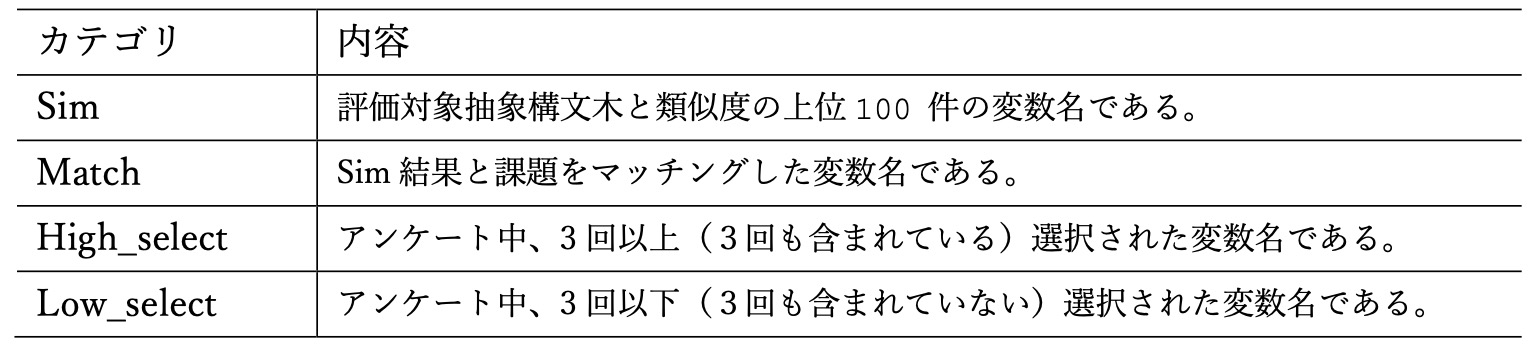 カテゴリ 内容
Sim 評価対象抽象構文木と類似度の上位 100 件の変数名である。
Match Sim 結果と課題をマッチングした変数名である。
High_select アンケート中、3 回以上（３回も含まれている）選択された変数名である。
Low_select アンケート中、3 回以下（３回も含まれていない）選択された変数名である。